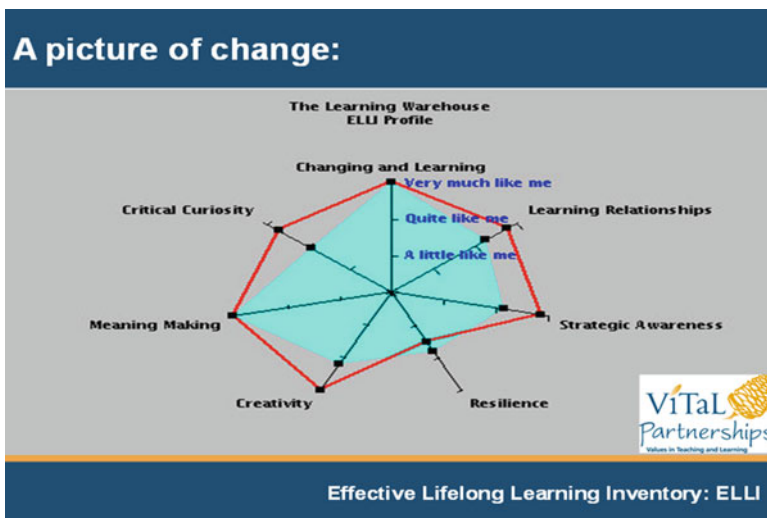 A picture of change:
The Learning Warehouse
ELLI Profile
Changing and Learning
Very much like me
Critical Curiosity
Quite like me
Learning Relationships
A little like me
Meaning Making
Strategic Awareness
Creativity
Resilience
ViTaL
Partnerships
Values in Teaching and Learning
Effective Lifelong Learning Inventory: ELLI